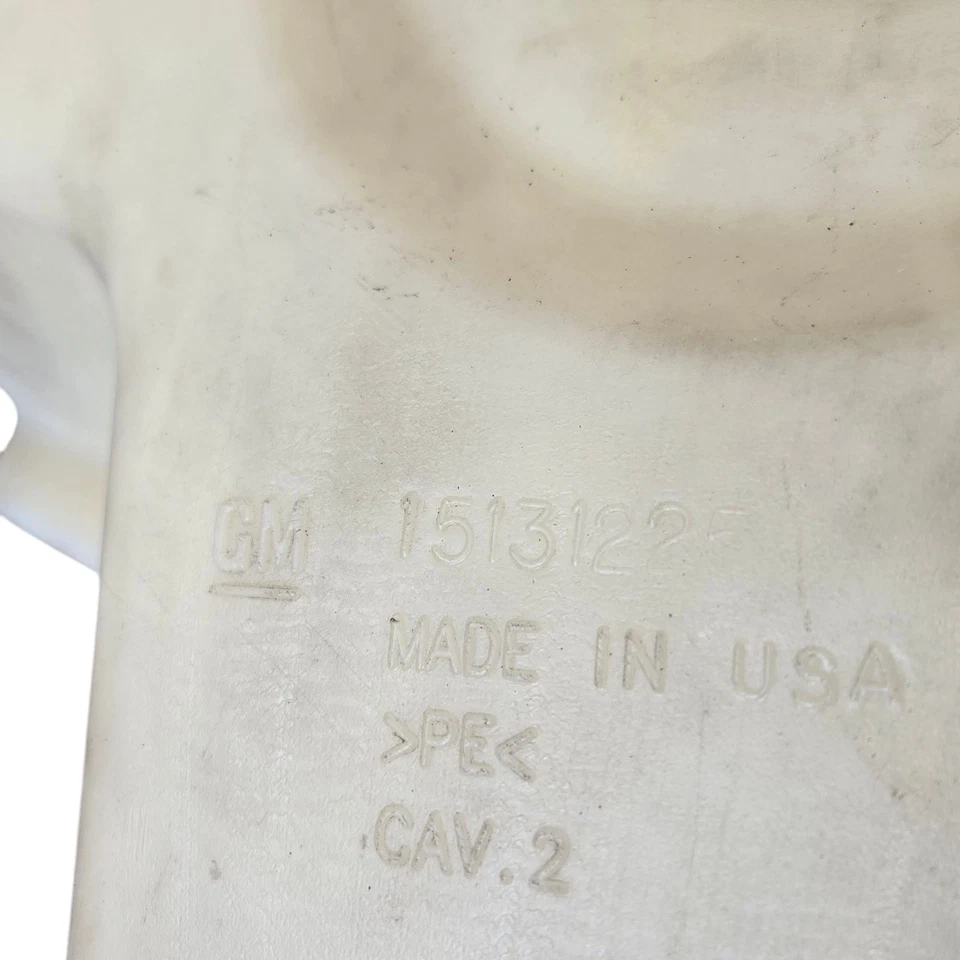 GM 15131225
MADE IN USA
>PE<
CAV.2